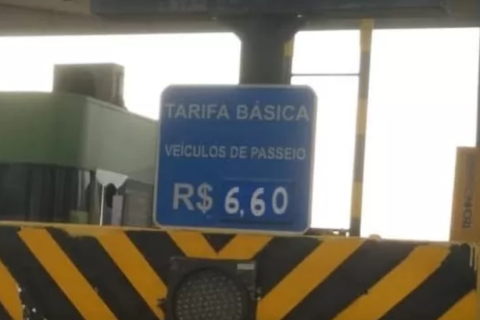 TARIFA BÁSICA
VEÍCULOS DE PASSEIO
R$ 6,60